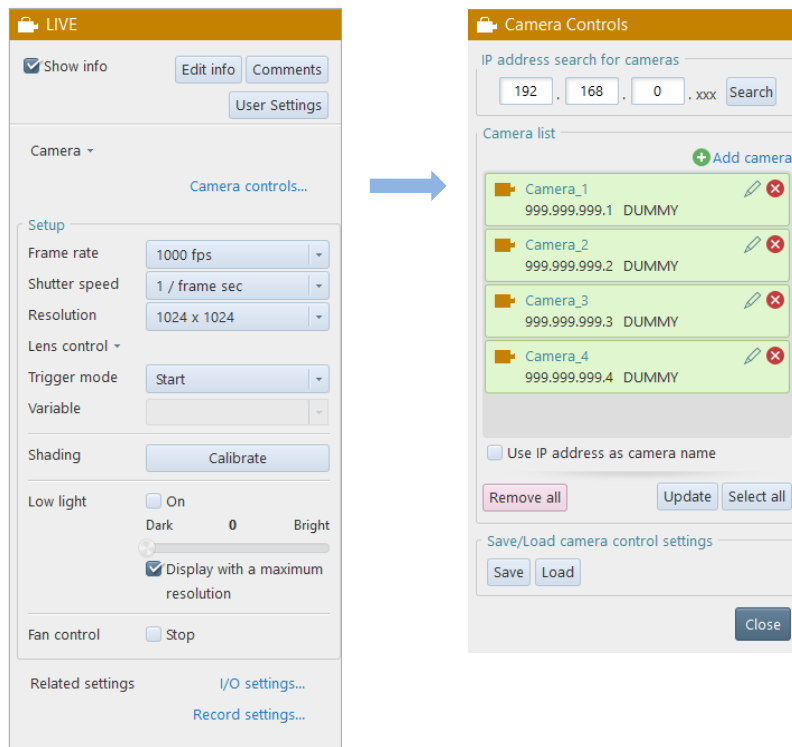 LIVE
Show info
Edit info Comments
User Settings
Camera
Camera controls...
Setup
Frame rate 1000 fps
Shutter speed 1 / frame sec
Resolution 1024 x 1024
Lens control
Trigger mode Start
Variable
Shading Calibrate
Low light On
Dark 0 Bright
Display with a maximum
resolution
Fan control Stop
Related settings I/O settings...
Record settings...
Camera Controls
IP address search for cameras
192 . 168 . 0 . xxx Search
Camera list
Add camera
Camera_1
999.999.999.1 DUMMY
Camera_2
999.999.999.2 DUMMY
Camera_3
999.999.999.3 DUMMY
Camera_4
999.999.999.4 DUMMY
Use IP address as camera name
Remove all Update Select all
Save/Load camera control settings
Save Load
Close